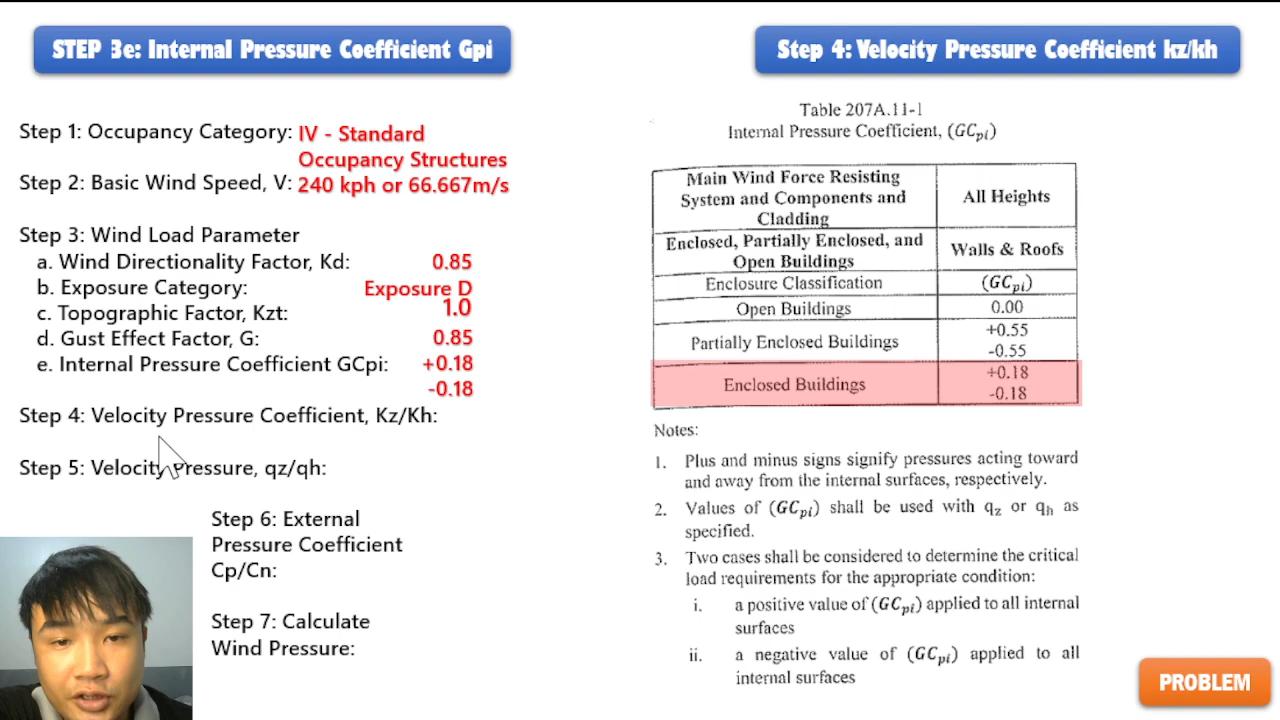 STEP 3e: Internal Pressure Coefficient Gpi
Step 4: Velocity Pressure Coefficient kz/kh
Step 1: Occupancy Category: IV - Standard
Occupancy Structures
Step 2: Basic Wind Speed, V: 240 kph or 66.667m/s
Step 3: Wind Load Parameter
a. Wind Directionality Factor, Kd: 0.85
b. Exposure Category: Exposure D
c. Topographic Factor, Kzt: 1.0
d. Gust Effect Factor, G: 0.85
e. Internal Pressure Coefficient GCpi: +0.18
-0.18
Step 4: Velocity Pressure Coefficient, Kz/Kh:
Step 5: Velocity Pressure, qz/qh:
Step 6: External
Pressure Coefficient
Cp/Cn:
Step 7: Calculate
Wind Pressure:
Table 207A.11-1
Internal Pressure Coefficient, (GCpi)
Main Wind Force Resisting
System and Components and
Cladding
All Heights
Enclosed, Partially Enclosed, and
Open Buildings
Walls & Roofs
Enclosure Classification
(GCpi)
Open Buildings
0.00
Partially Enclosed Buildings
+0.55
-0.55
Enclosed Buildings
+0.18
-0.18
Notes:
1. Plus and minus signs signify pressures acting toward
and away from the internal surfaces, respectively.
2. Values of (GCpi) shall be used with qz or qh as
specified.
3. Two cases shall be considered to determine the critical
load requirements for the appropriate condition:
i. a positive value of (GCpi) applied to all internal
surfaces
ii. a negative value of (GCpi) applied to all
internal surfaces
PROBLEM